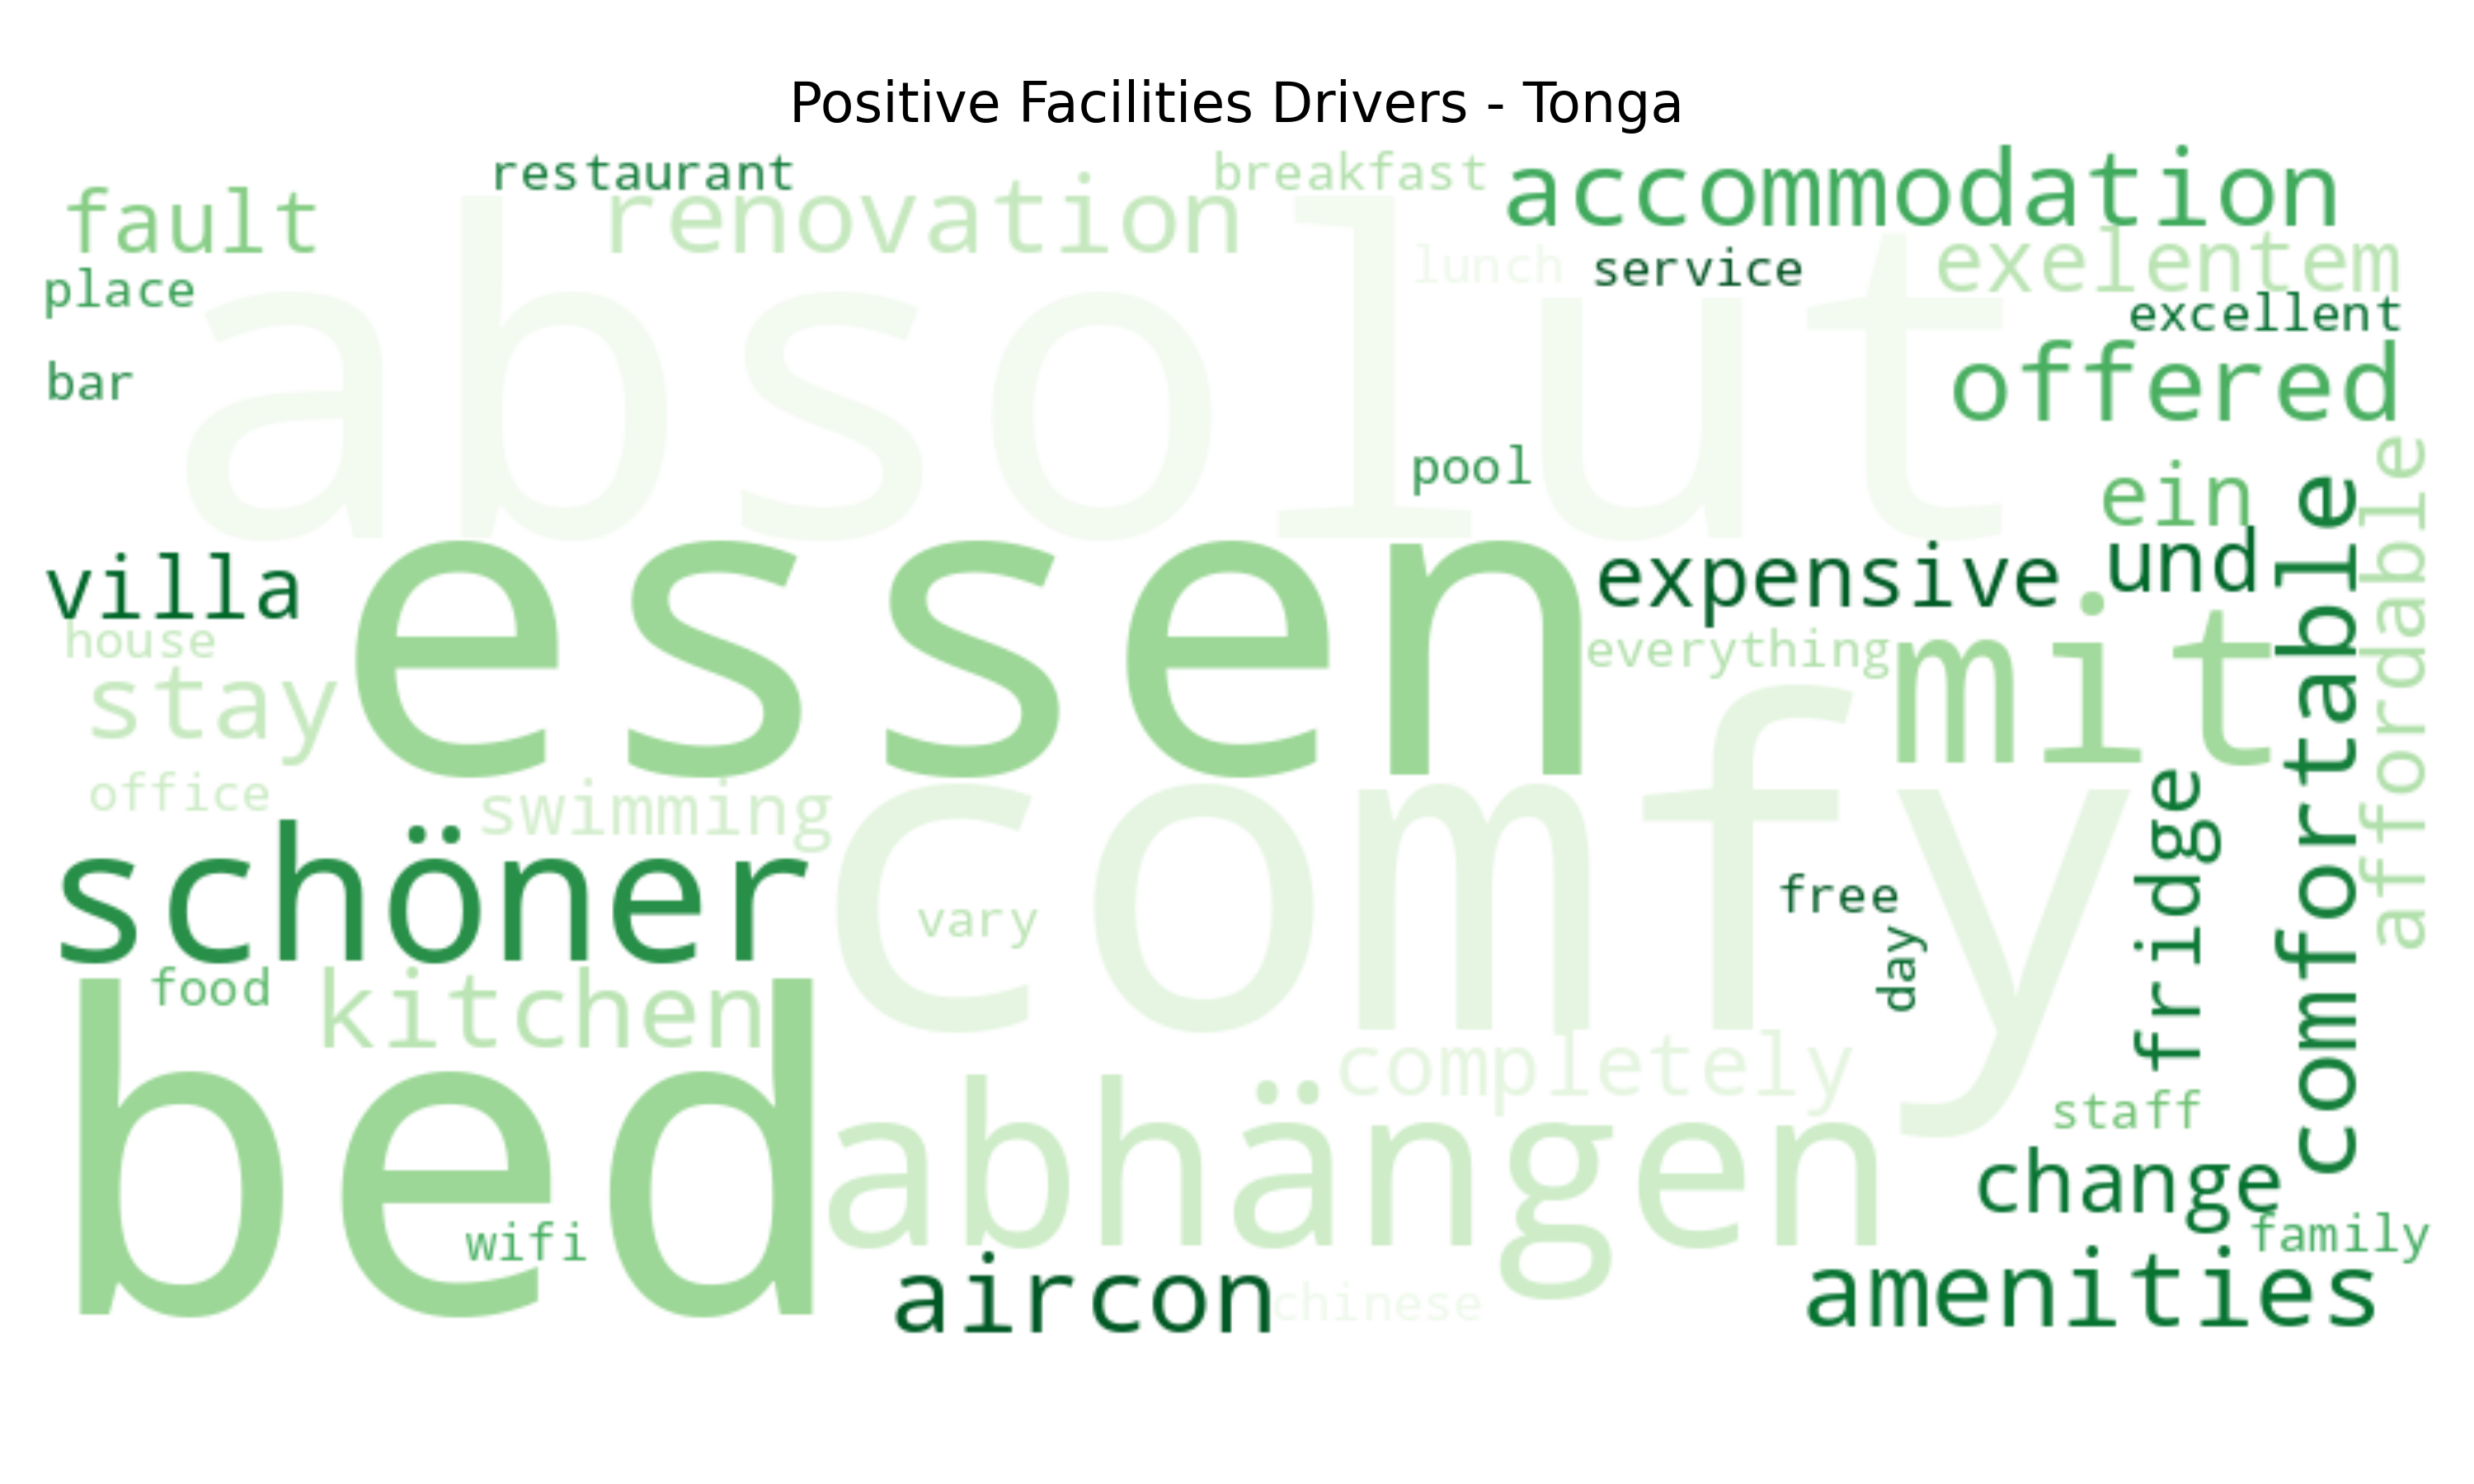 Positive Facilities Drivers - Tonga
restaurant
breakfast
accommodation
fault
renovation
lunch
service
exelentem
place
excellent
absolut
bar
offered
pool
ein
affordable
villa
essen
expensive
und
comfortable
house
everything
mit
stay
office
swimming
comfy
fridge
schöner
vary
free
day
food
kitchen
completely
bed
abhängen
staff
change
wifi
family
aircon
chinese
amenities